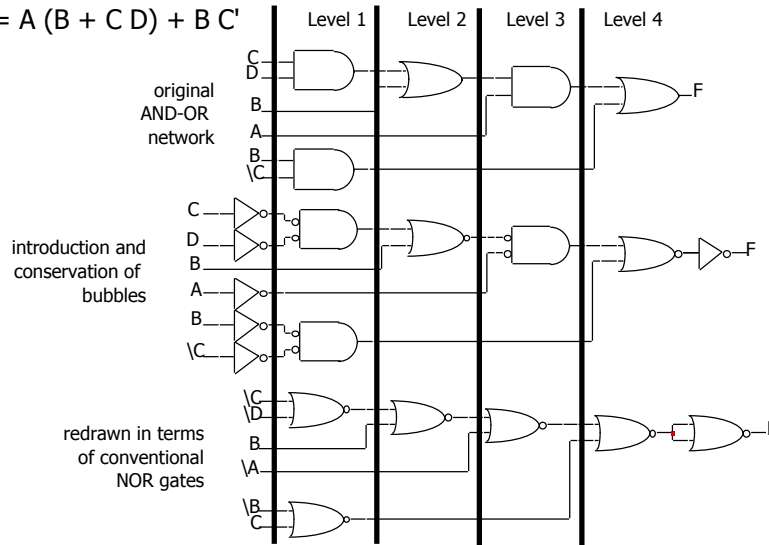 = A (B + C D) + B C'
Level 1 Level 2 Level 3 Level 4
C
D
original
AND-OR
network
B
A
B
\C
F
C
D
introduction and
conservation of
bubbles
B
A
B
\C
F
\C
\D
redrawn in terms
of conventional
NOR gates
B
\A
\B
C